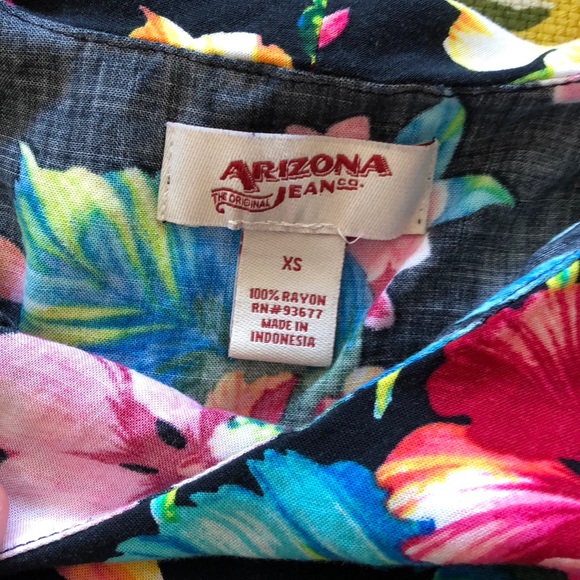 ARIZONA
THE ORIGINAL JEAN CO.
XS
100% RAYON
RN#93677
MADE IN
INDONESIA